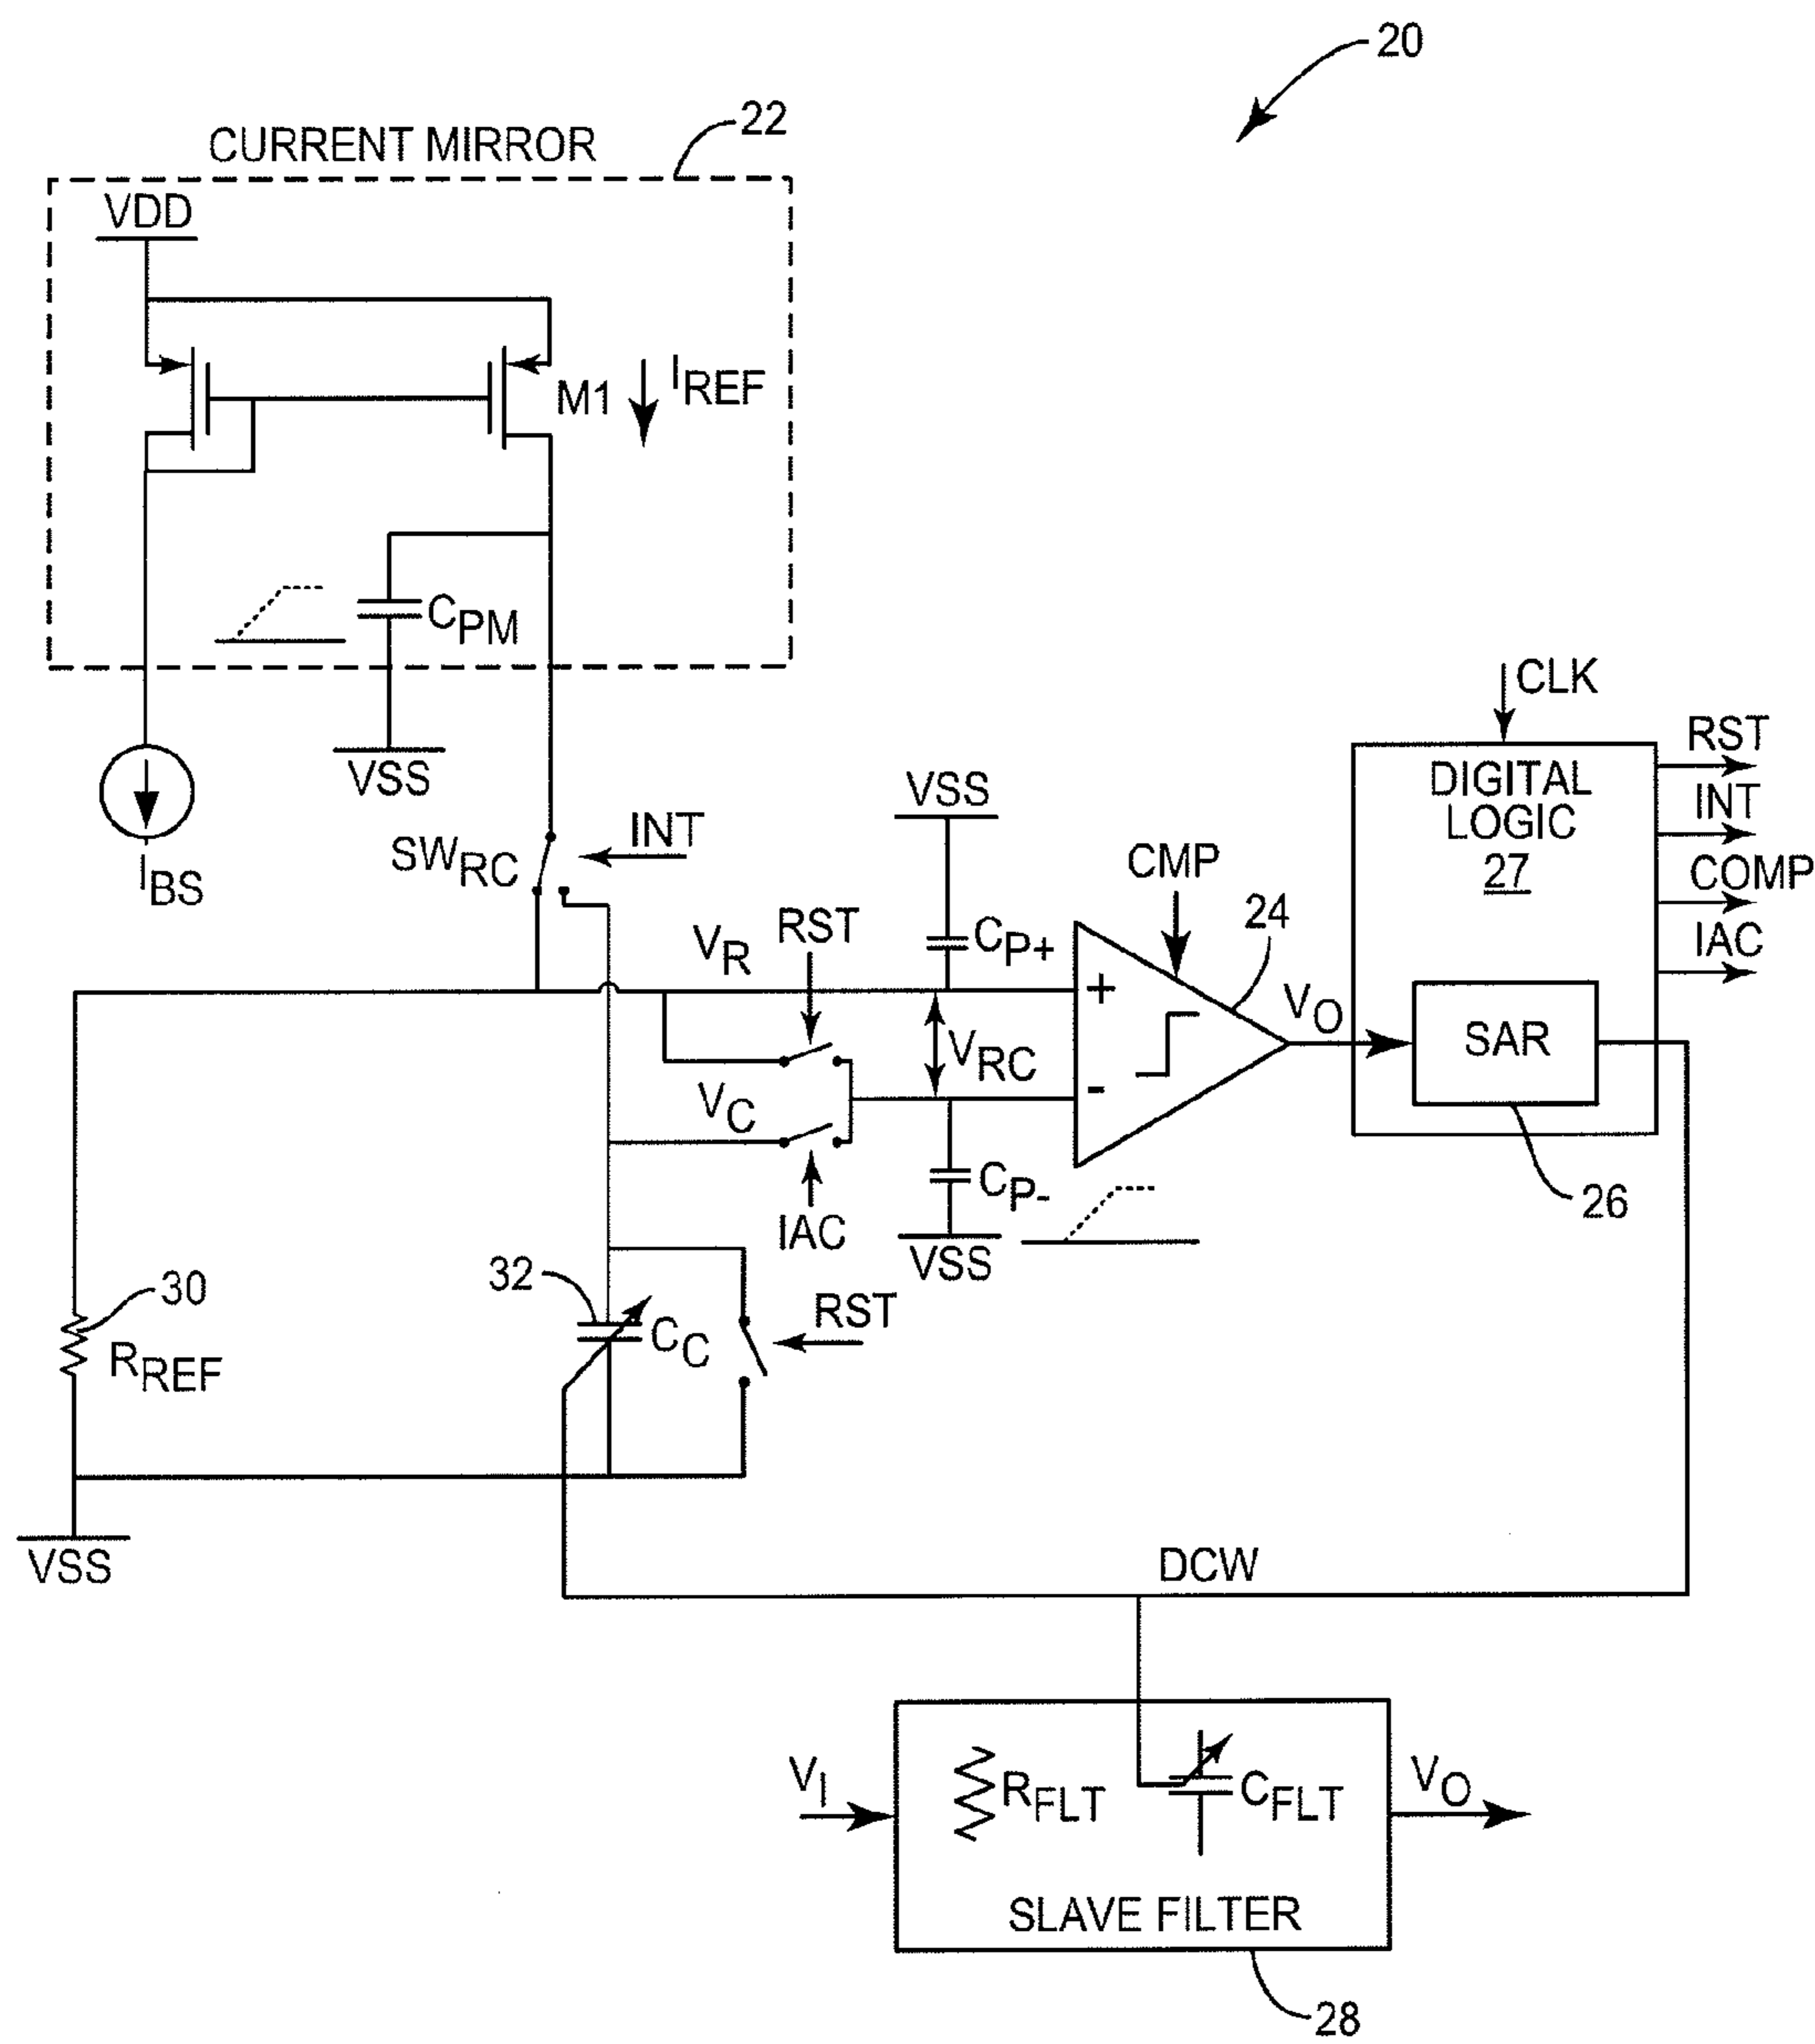 20
22
CURRENT MIRROR
VDD
M1
IREF
CPM
VSS
IBS
SWRC
INT
CLK
RST
INT
COMP
IAC
DIGITAL
LOGIC
27
VSS
CMP
24
CP+
VR
RST
VO
SAR
VRC
VC
IAC
CP-
VSS
26
32
30
RREF
CC
RST
VSS
DCW
VI
RFLT
CFLT
VO
SLAVE FILTER
28
+
-